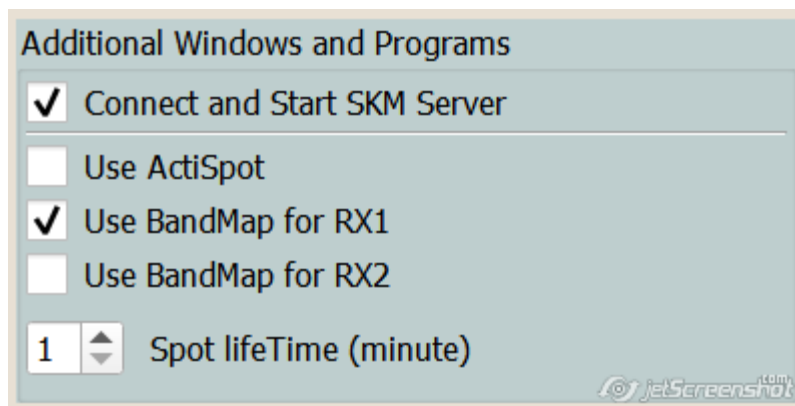 Additional Windows and Programs
Connect and Start SKM Server
Use ActiSpot
Use BandMap for RX1
Use BandMap for RX2
1 Spot lifeTime (minute)
jetScreenshot.com